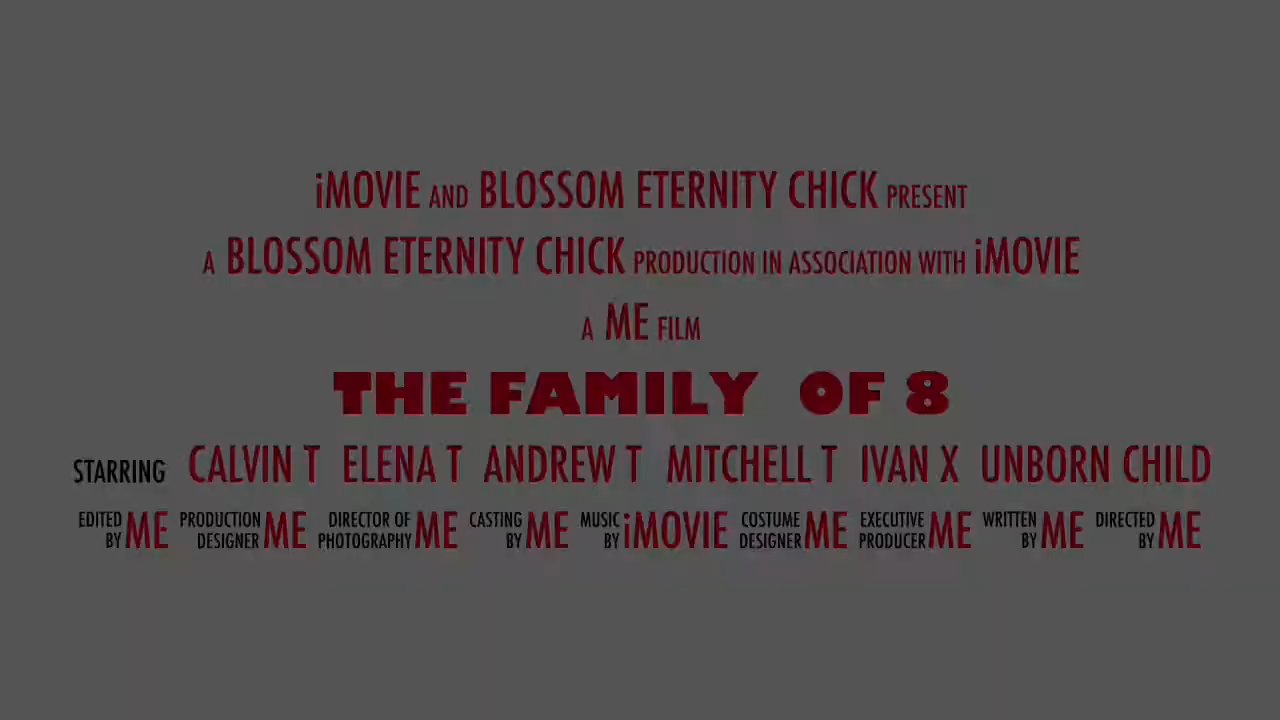 iMOVIE AND BLOSSOM ETERNITY CHICK PRESENT
A BLOSSOM ETERNITY CHICK PRODUCTION IN ASSOCIATION WITH iMOVIE
A ME FILM
THE FAMILY OF 8
STARRING CALVIN T ELENA T ANDREW T MITCHELL T IVAN X UNBORN CHILD
EDITED BY ME PRODUCTION DESIGNER ME DIRECTOR OF PHOTOGRAPHY ME CASTING BY ME MUSIC BY iMOVIE COSTUME DESIGNER ME EXECUTIVE PRODUCER ME WRITTEN BY ME DIRECTED BY ME